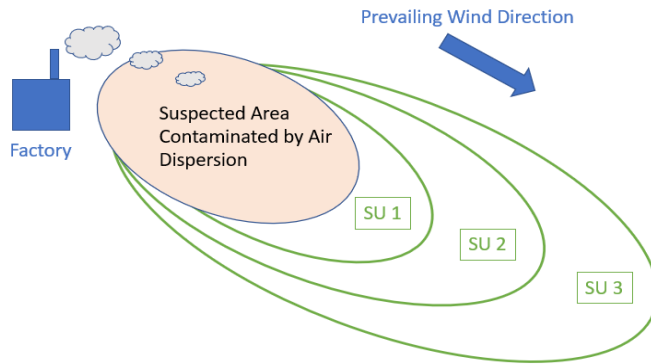 Prevailing Wind Direction
Suspected Area
Contaminated by Air
Dispersion
Factory
SU 1
SU 2
SU 3